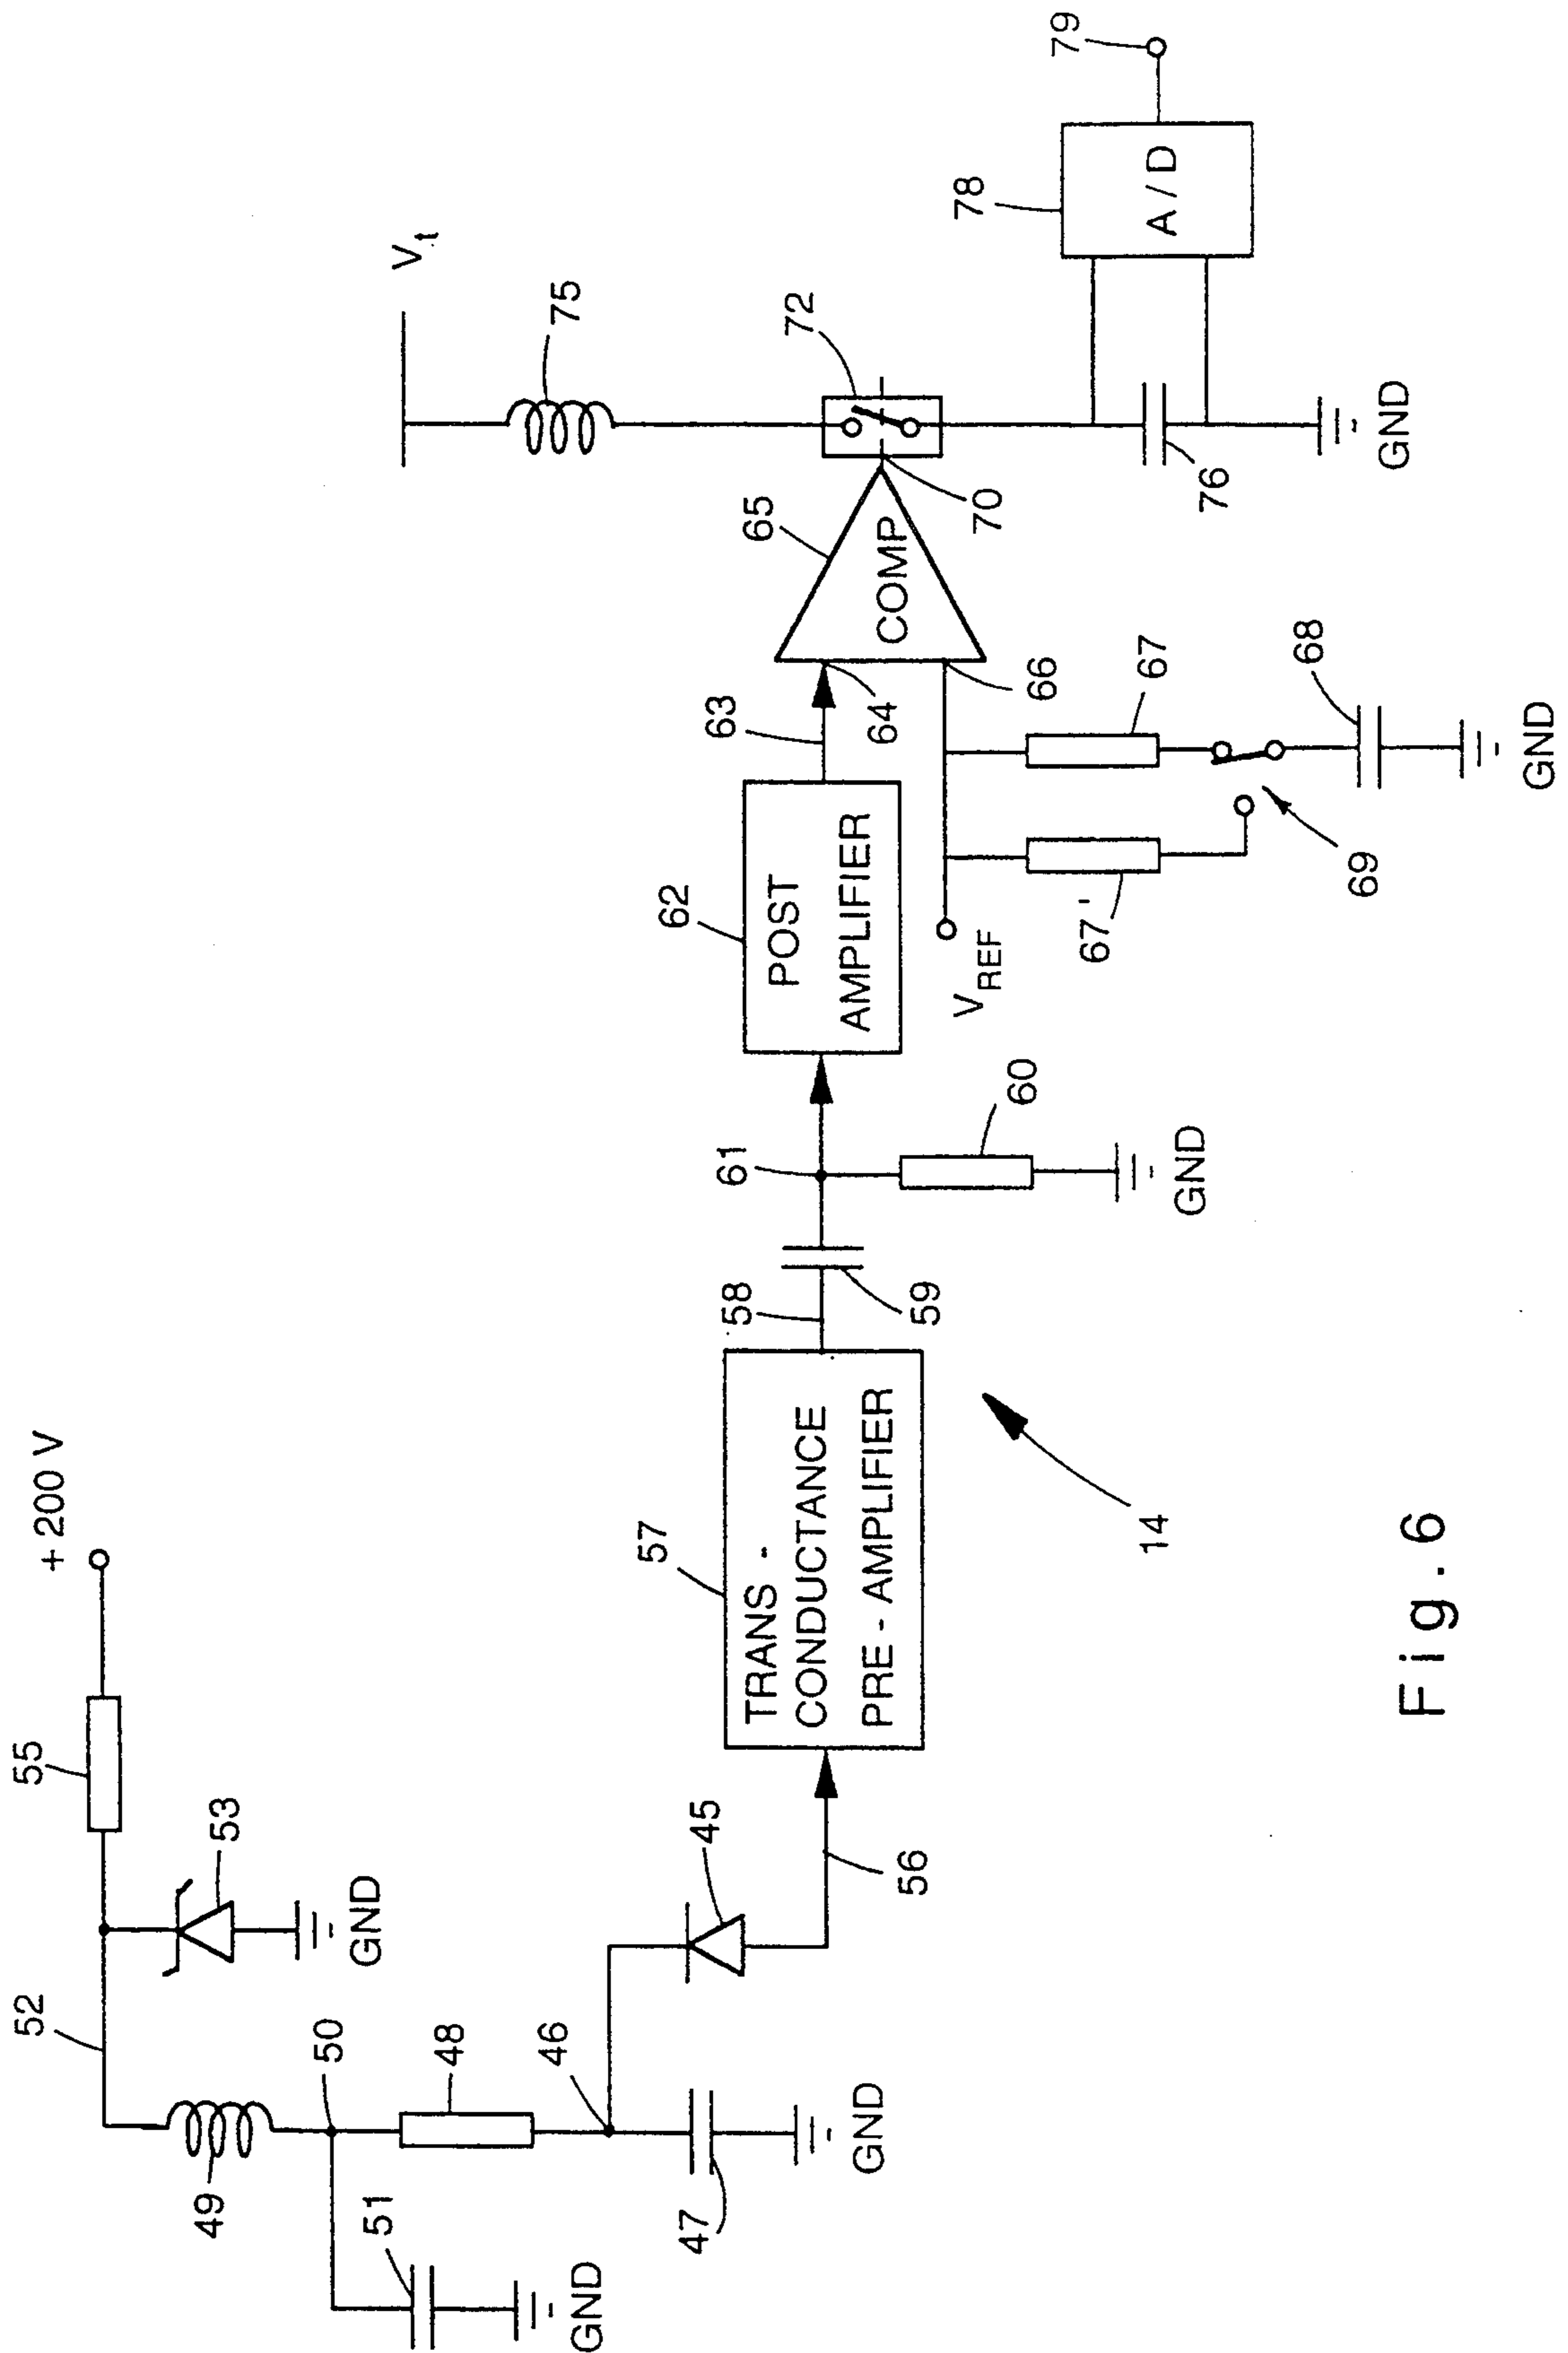 + 200 V
55
53
GND
52
49
50
51
GND
48
46
47
GND
45
56
57
TRANS -
CONDUCTANCE
PRE - AMPLIFIER
58
59
61
60
GND
62
POST
AMPLIFIER
63
64
65
COMP
66
VREF
67
67'
68
69
GND
70
72
75
Vt
76
GND
78
A / D
79
14
Fig. 6